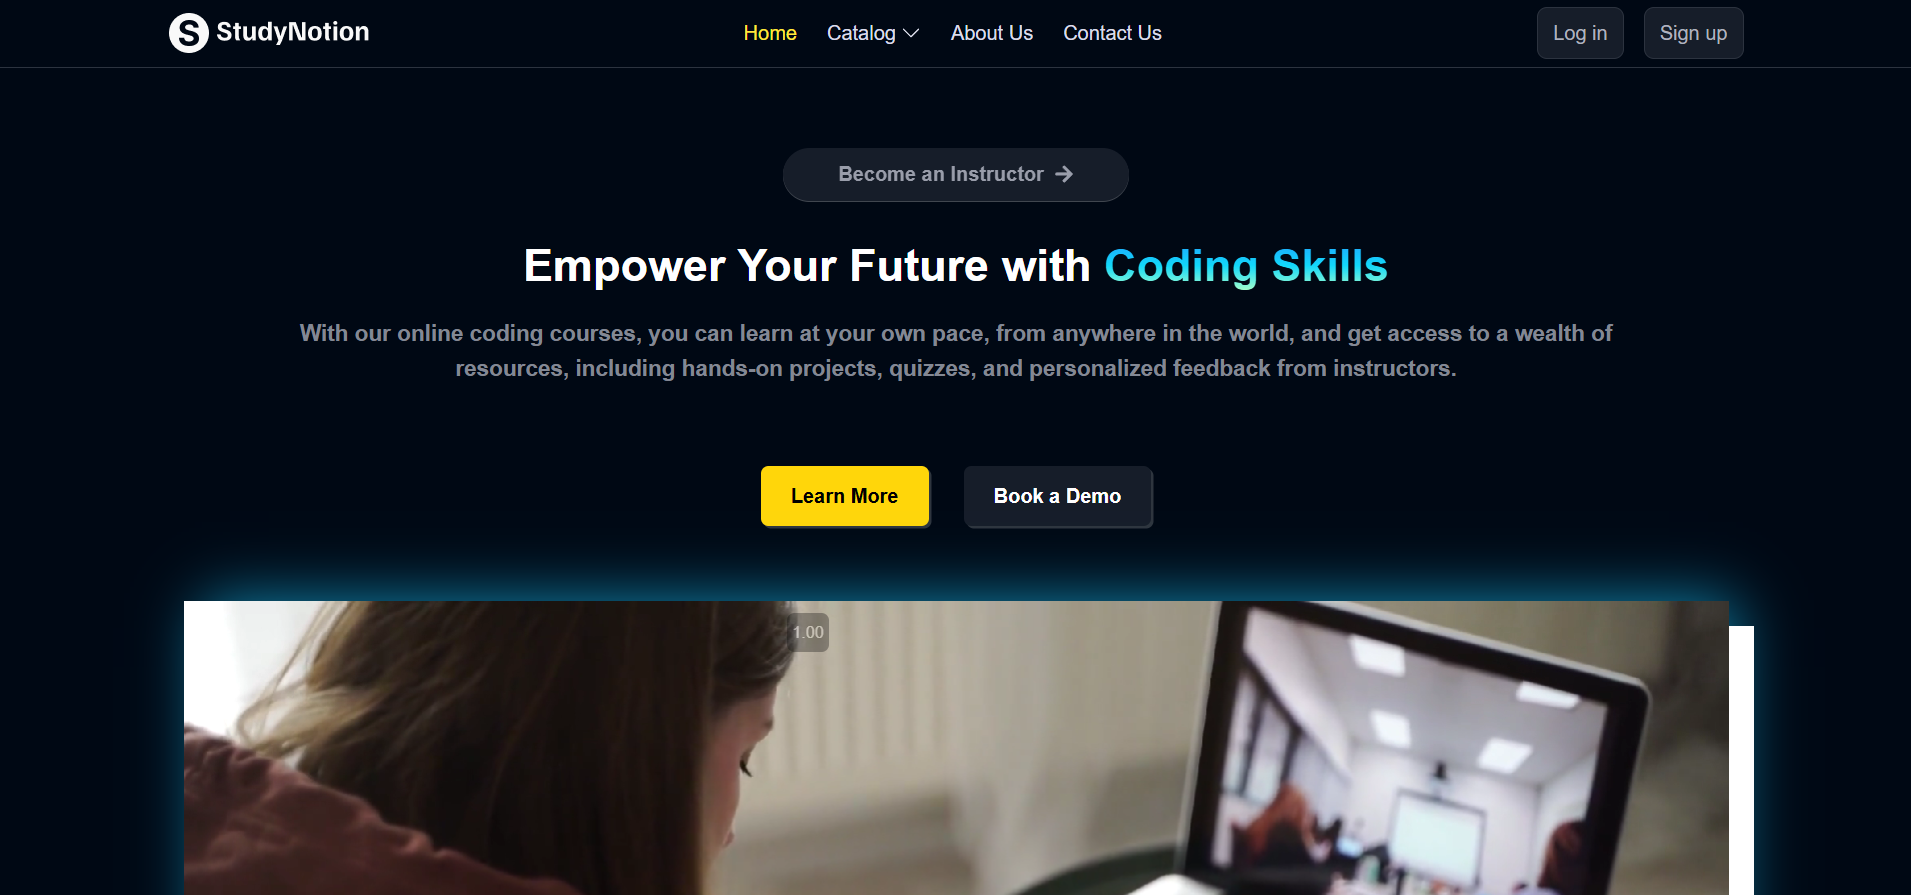 S StudyNotion
Home Catalog About Us Contact Us
Log in Sign up
Become an Instructor
Empower Your Future with Coding Skills
With our online coding courses, you can learn at your own pace, from anywhere in the world, and get access to a wealth of
resources, including hands-on projects, quizzes, and personalized feedback from instructors.
Learn More Book a Demo
1.00